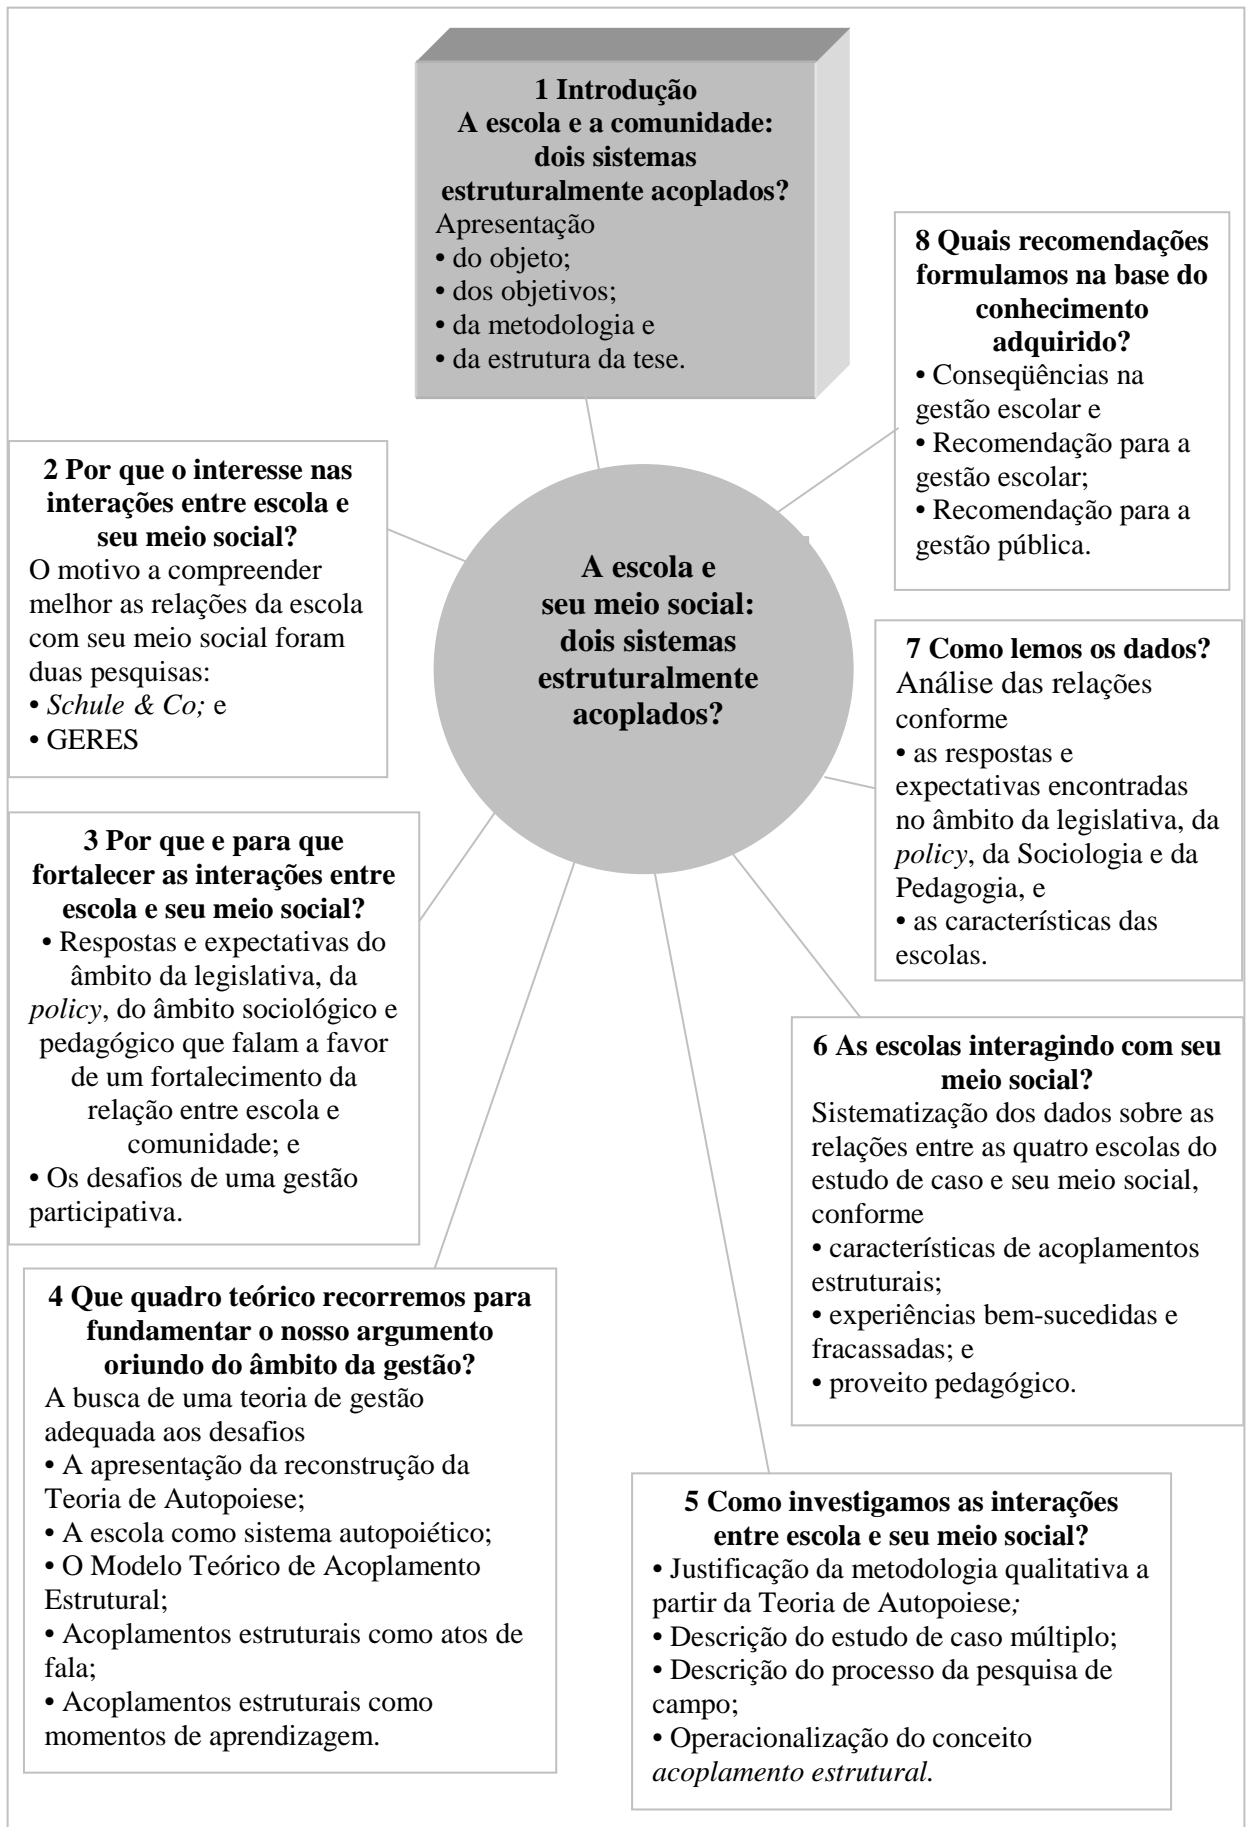 1 Introdução
A escola e a comunidade:
dois sistemas
estruturalmente acoplados?
Apresentação
• do objeto;
• dos objetivos;
• da metodologia e
• da estrutura da tese.
A escola e
seu meio social:
dois sistemas
estruturalmente
acoplados?
2 Por que o interesse nas
interações entre escola e
seu meio social?
O motivo a compreender
melhor as relações da escola
com seu meio social foram
duas pesquisas:
• Schule & Co; e
• GERES
3 Por que e para que
fortalecer as interações entre
escola e seu meio social?
• Respostas e expectativas do
âmbito da legislativa, da
policy, do âmbito sociológico e
pedagógico que falam a favor
de um fortalecimento da
relação entre escola e
comunidade; e
• Os desafios de uma gestão
participativa.
4 Que quadro teórico recorremos para
fundamentar o nosso argumento
oriundo do âmbito da gestão?
A busca de uma teoria de gestão
adequada aos desafios
• A apresentação da reconstrução da
Teoria de Autopoiese;
• A escola como sistema autopoiético;
• O Modelo Teórico de Acoplamento
Estrutural;
• Acoplamentos estruturais como atos de
fala;
• Acoplamentos estruturais como
momentos de aprendizagem.
5 Como investigamos as interações
entre escola e seu meio social?
• Justificação da metodologia qualitativa a
partir da Teoria de Autopoiese;
• Descrição do estudo de caso múltiplo;
• Descrição do processo da pesquisa de
campo;
• Operacionalização do conceito
acoplamento estrutural.
6 As escolas interagindo com seu
meio social?
Sistematização dos dados sobre as
relações entre as quatro escolas do
estudo de caso e seu meio social,
conforme
• características de acoplamentos
estruturais;
• experiências bem-sucedidas e
fracassadas; e
• proveito pedagógico.
7 Como lemos os dados?
Análise das relações
conforme
• as respostas e
expectativas encontradas
no âmbito da legislativa, da
policy, da Sociologia e da
Pedagogia, e
• as características das
escolas.
8 Quais recomendações
formulamos na base do
conhecimento
adquirido?
• Conseqüências na
gestão escolar e
• Recomendação para a
gestão escolar;
• Recomendação para a
gestão pública.